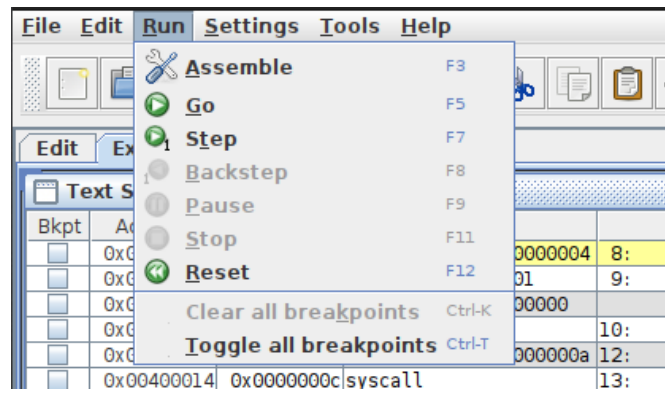 File Edit Run Settings Tools Help
Assemble F3
Go F5
1 Step F7
1 Backstep F8
Pause F9
Stop F11
Reset F12
Clear all breakpoints Ctrl-K
Toggle all breakpoints Ctrl-T
Edit
Text
Bkpt
0000004 8:
01 9:
00000
10:
000000a 12:
0x00400014 0x0000000c syscall 13: